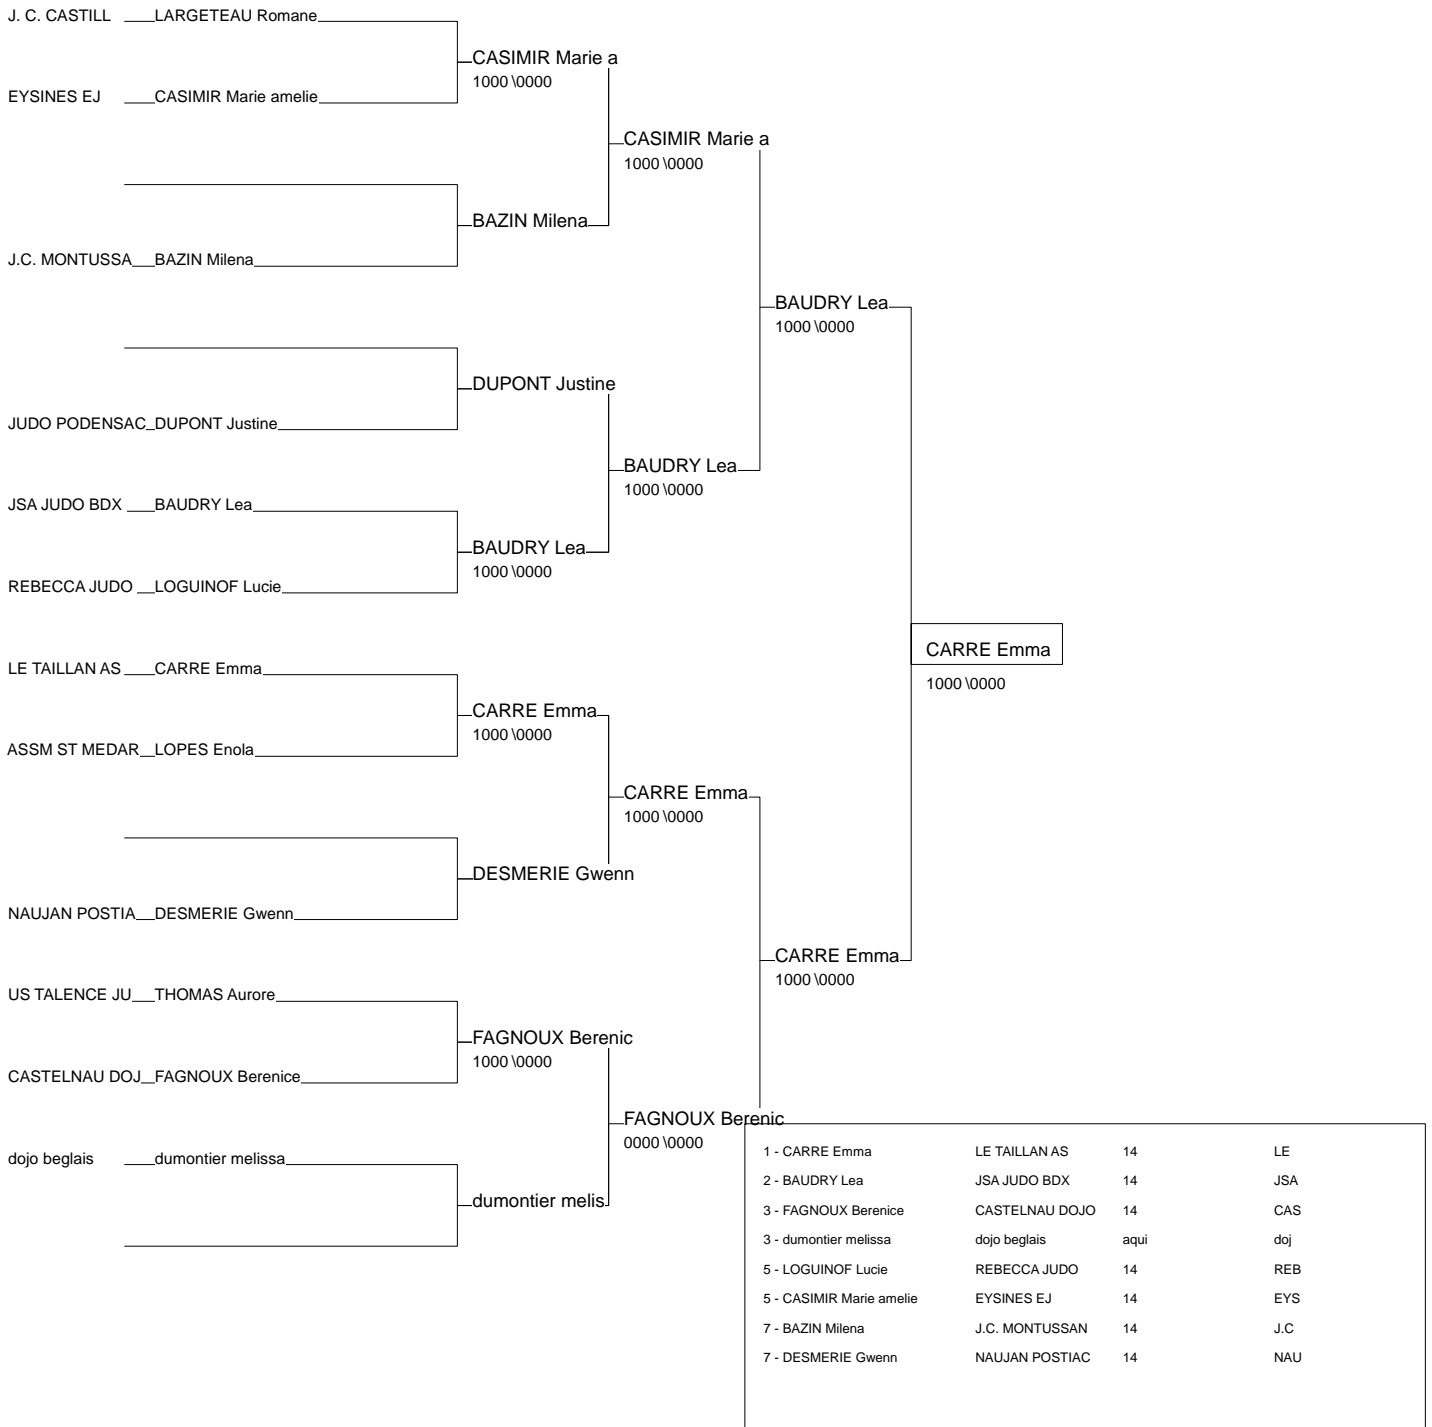 J. C. CASTILL LARGETEAU Romane
CASIMIR Marie a
1000 \0000
EYSINES EJ CASIMIR Marie amelie
CASIMIR Marie a
1000 \0000
BAZIN Milena
J.C. MONTUSSA BAZIN Milena
BAUDRY Lea
1000 \0000
DUPONT Justine
JUDO PODENSAC DUPONT Justine
BAUDRY Lea
1000 \0000
JSA JUDO BDX BAUDRY Lea
BAUDRY Lea
1000 \0000
REBECCA JUDO LOGUINOF Lucie
CARRE Emma
1000 \0000
LE TAILLAN AS CARRE Emma
CARRE Emma
1000 \0000
ASSM ST MEDAR LOPES Enola
CARRE Emma
1000 \0000
DESMERIE Gwenn
NAUJAN POSTIA DESMERIE Gwenn
CARRE Emma
1000 \0000
US TALENCE JU THOMAS Aurore
FAGNOUX Berenic
1000 \0000
CASTELNAU DOJ FAGNOUX Berenice
FAGNOUX Berenic
0000 \0000
dojo beglais dumontier melissa
dumontier melis
1 - CARRE Emma LE TAILLAN AS 14 LE
2 - BAUDRY Lea JSA JUDO BDX 14 JSA
3 - FAGNOUX Berenice CASTELNAU DOJO 14 CAS
3 - dumontier melissa dojo beglais aqui doj
5 - LOGUINOF Lucie REBECCA JUDO 14 REB
5 - CASIMIR Marie amelie EYSINES EJ 14 EYS
7 - BAZIN Milena J.C. MONTUSSAN 14 J.C
7 - DESMERIE Gwenn NAUJAN POSTIAC 14 NAU